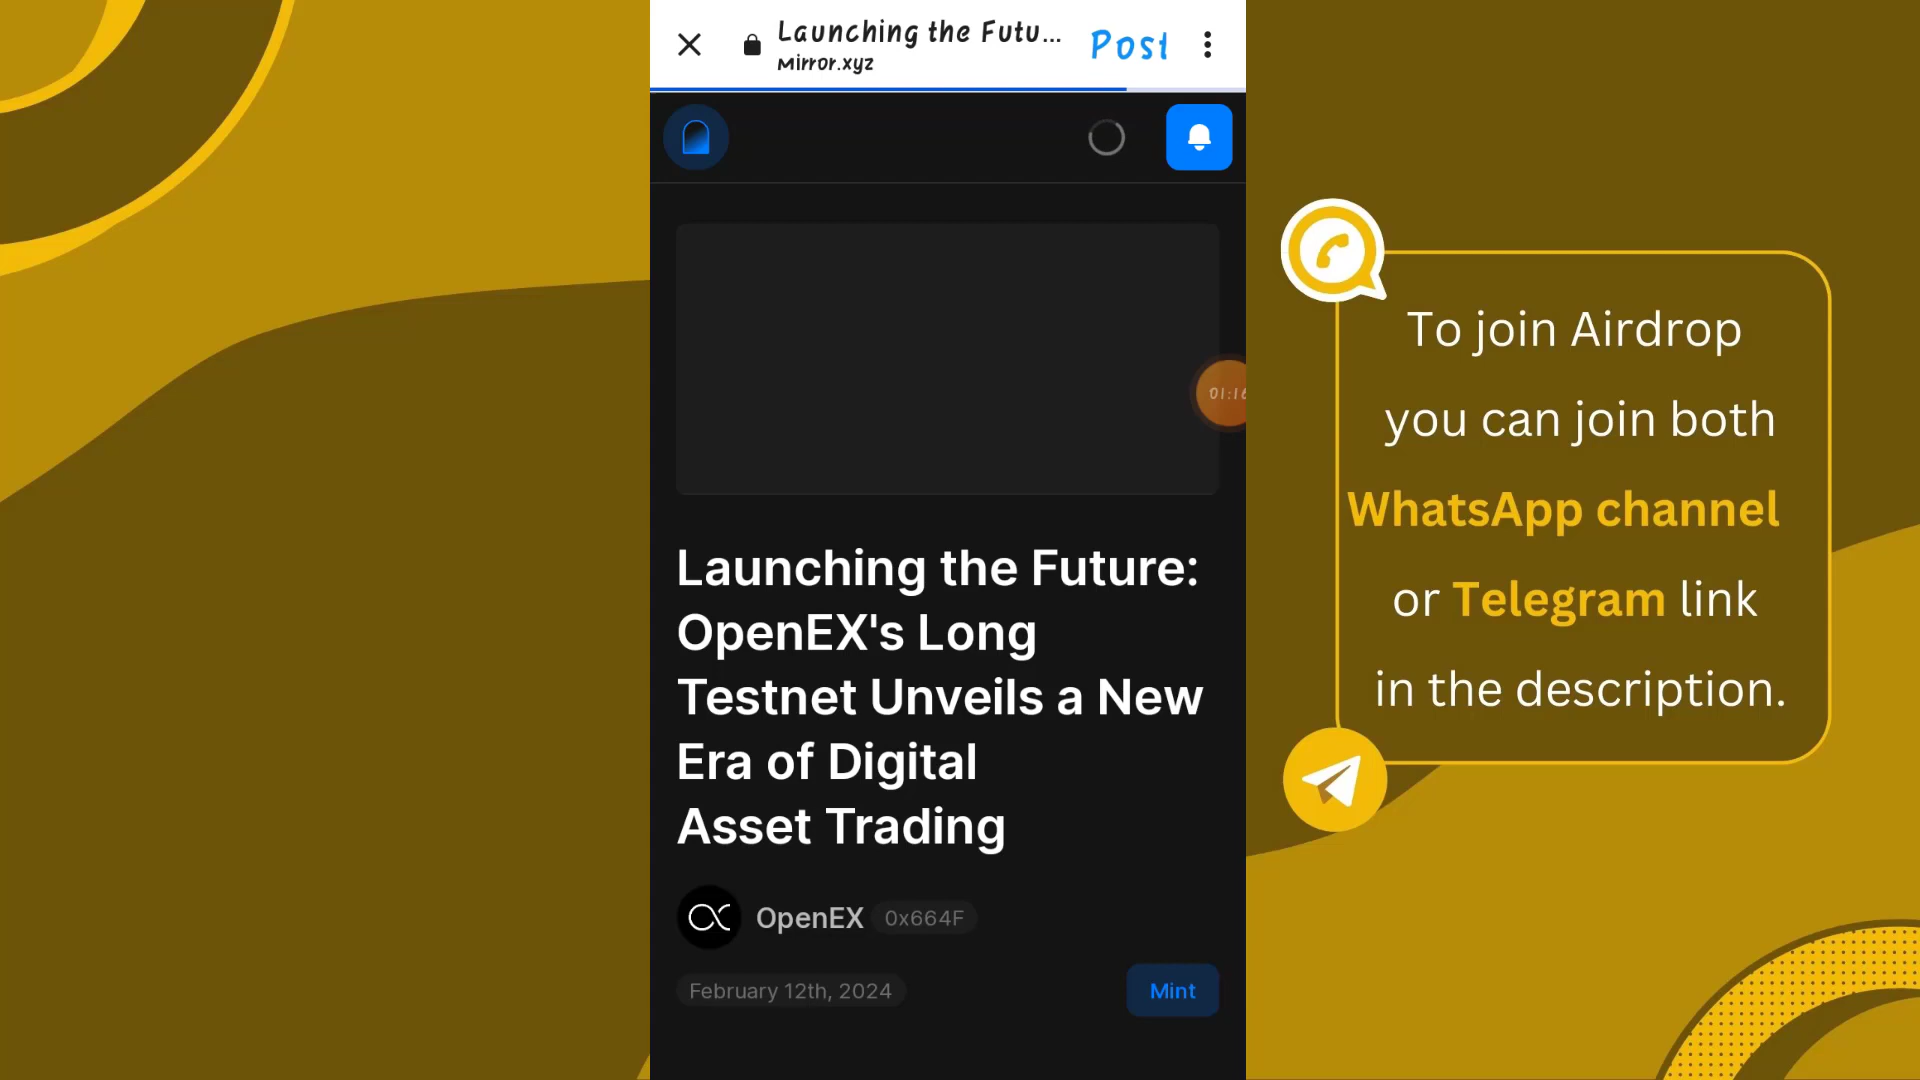 Launching the Futu...
Mirror.xyz
Post
Launching the Future:
OpenEX's Long
Testnet Unveils a New
Era of Digital
Asset Trading
OpenEX 0x664F
February 12th, 2024
Mint
To join Airdrop
you can join both
WhatsApp channel
or Telegram link
in the description.